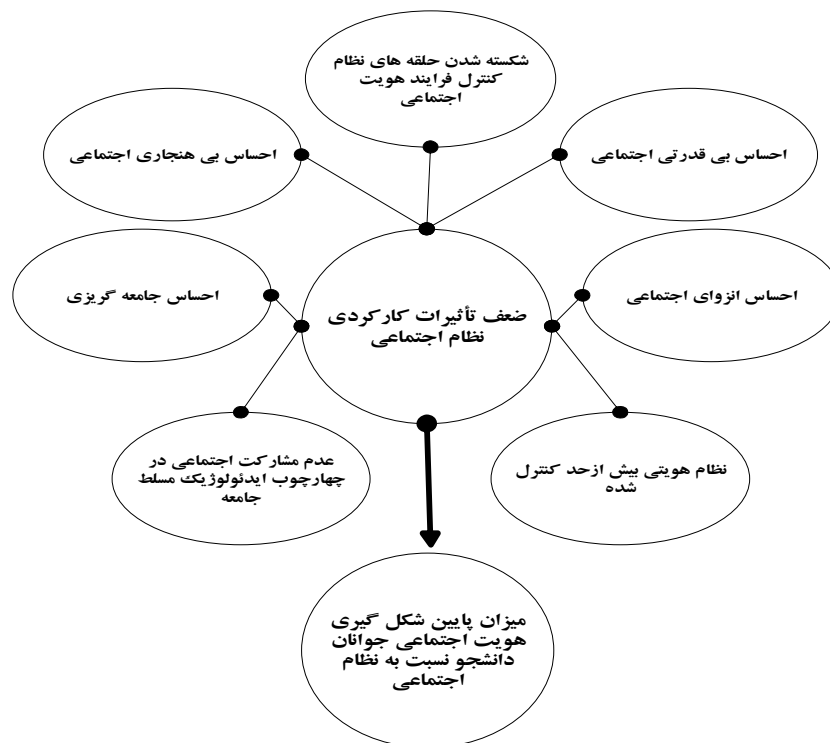 شکسته شدن حلقه های نظام
کنترل فرایند هویت
اجتماعی
احساس بی قدرتی اجتماعی
احساس بی هنجاری اجتماعی
احساس انزوای اجتماعی
احساس جامعه گریزی
ضعف تأثیرات کارکردی
نظام اجتماعی
نظام هویتی بیش ازحد کنترل
شده
عدم مشارکت اجتماعی در
چهارچوب ایدئولوژیک مسلط
جامعه
میزان پایین شکل گیری
هویت اجتماعی جوانان
دانشجو نسبت به نظام
اجتماعی